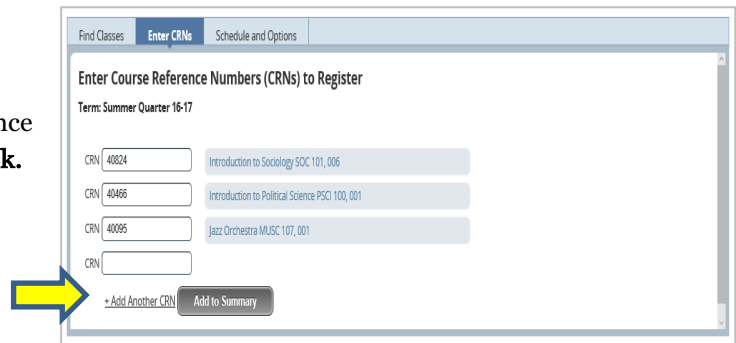 Find Classes Enter CRNs Schedule and Options
Enter Course Reference Numbers (CRNs) to Register
Term: Summer Quarter 16-17
nce
k.
CRN 40824 Introduction to Sociology SOC 101, 006
CRN 40466 Introduction to Political Science PSCI 100, 001
CRN 40095 Jazz Orchestra MUSC 107, 001
CRN
+ Add Another CRN Add to Summary